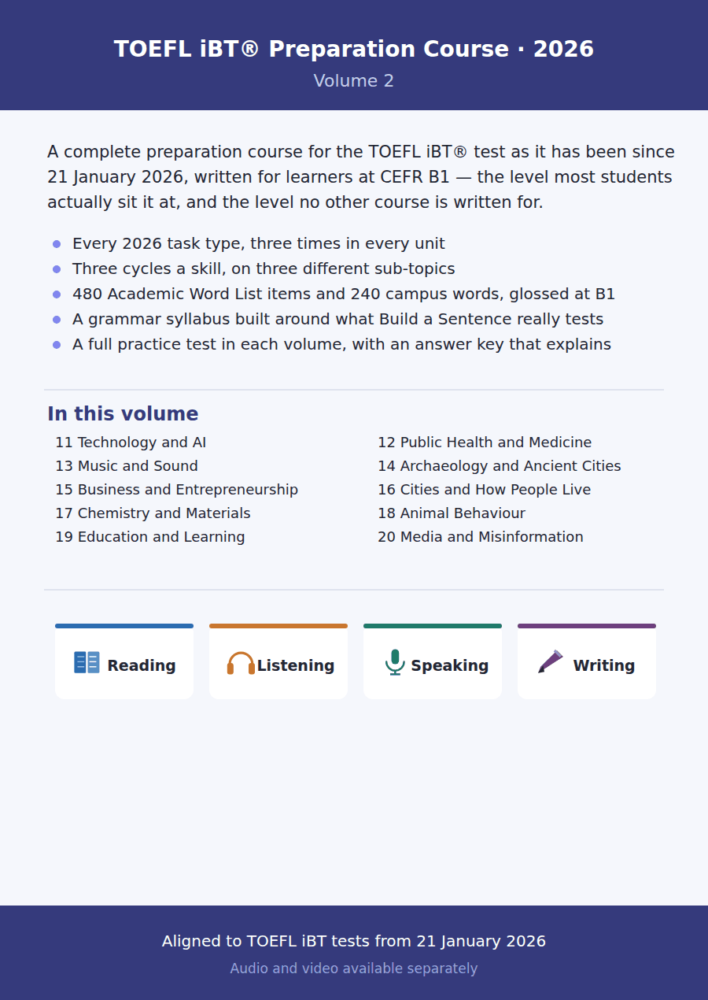 TOEFL iBT® Preparation Course · 2026
Volume 2
A complete preparation course for the TOEFL iBT® test as it has been since
21 January 2026, written for learners at CEFR B1 — the level most students
actually sit it at, and the level no other course is written for.
Every 2026 task type, three times in every unit
Three cycles a skill, on three different sub-topics
480 Academic Word List items and 240 campus words, glossed at B1
A grammar syllabus built around what Build a Sentence really tests
A full practice test in each volume, with an answer key that explains
In this volume
11 Technology and AI
12 Public Health and Medicine
13 Music and Sound
14 Archaeology and Ancient Cities
15 Business and Entrepreneurship
16 Cities and How People Live
17 Chemistry and Materials
18 Animal Behaviour
19 Education and Learning
20 Media and Misinformation
Reading
Listening
Speaking
Writing
Aligned to TOEFL iBT tests from 21 January 2026
Audio and video available separately